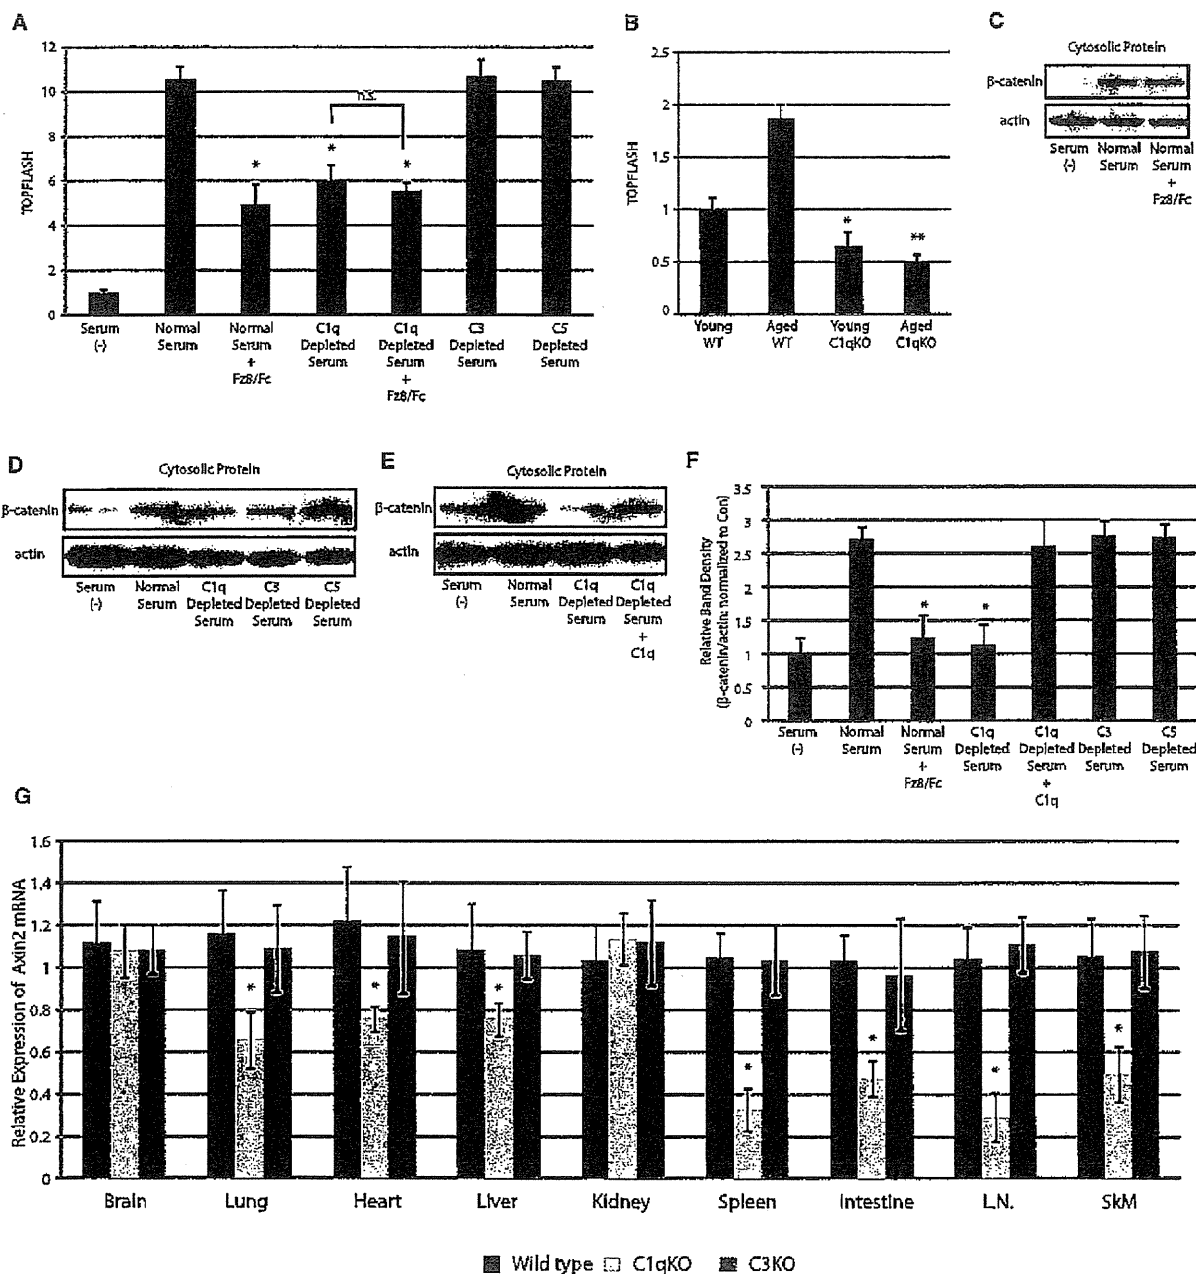 A
12
10
8
6
4
2
0
TOPFLASH
n.s.
*
*
*
Serum
(-)
Normal
Serum
Normal
Serum
+
Fz8/Fc
C1q
Depleted
Serum
C1q
Depleted
Serum
+
Fz8/Fc
C3
Depleted
Serum
C5
Depleted
Serum
B
2.5
2
1.5
1
0.5
0
TOPFLASH
*
**
Young
WT
Aged
WT
Young
C1qKO
Aged
C1qKO
C
Cytosolic Protein
β-catenin
actin
Serum
(-)
Normal
Serum
Normal
Serum
+
Fz8/Fc
D
Cytosolic Protein
β-catenin
actin
Serum
(-)
Normal
Serum
C1q
Depleted
Serum
C3
Depleted
Serum
C5
Depleted
Serum
E
Cytosolic Protein
β-catenin
actin
Serum
(-)
Normal
Serum
C1q
Depleted
Serum
C1q
Depleted
Serum
+
C1q
F
3.5
3
2.5
2
1.5
1
0.5
0
Relative Band Density
(β-catenin/actin: normalized to Con)
*
*
Serum
(-)
Normal
Serum
Normal
Serum
+
Fz8/Fc
C1q
Depleted
Serum
C1q
Depleted
Serum
+
C1q
C3
Depleted
Serum
C5
Depleted
Serum
G
1.6
1.4
1.2
1
0.8
0.6
0.4
0.2
0
Relative Expression of Axin2 mRNA
*
*
*
*
*
*
*
Brain
Lung
Heart
Liver
Kidney
Spleen
Intestine
L.N.
SkM
Wild type
C1qKO
C3KO